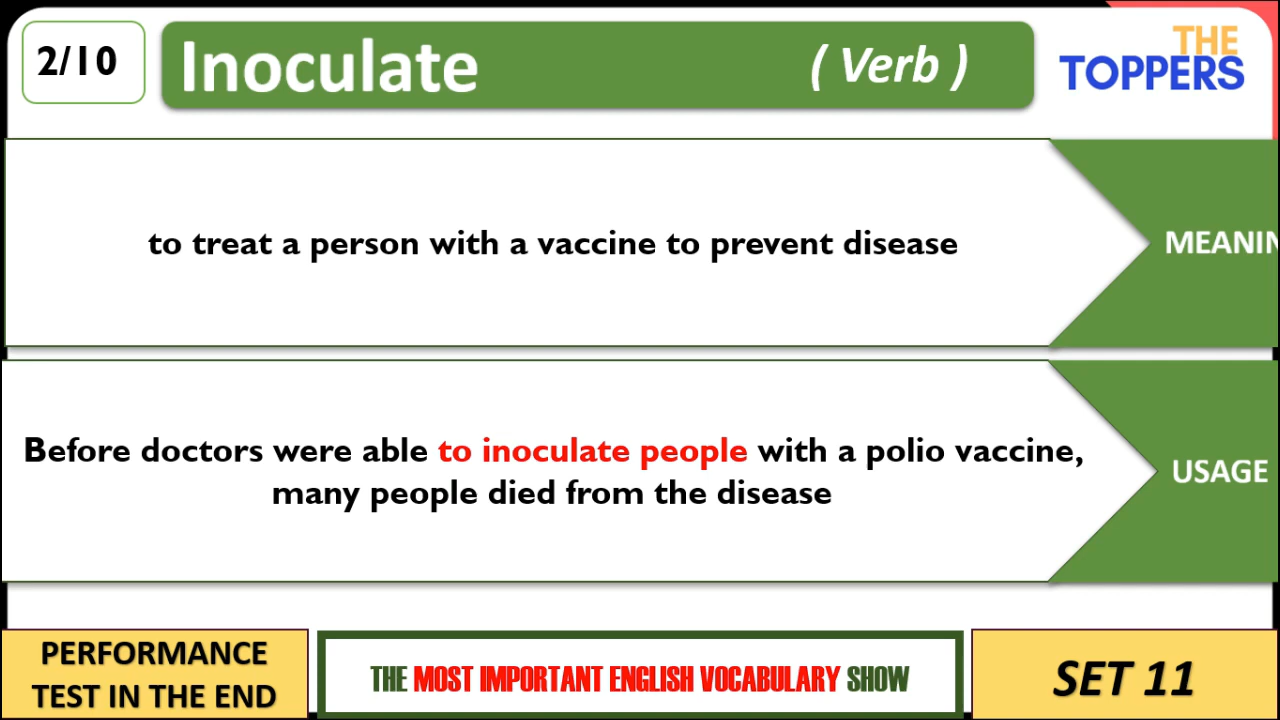 2/10
Inoculate
( Verb )
THE
TOPPERS
to treat a person with a vaccine to prevent disease
MEANIN
Before doctors were able to inoculate people with a polio vaccine,
many people died from the disease
USAGE
PERFORMANCE
TEST IN THE END
THE MOST IMPORTANT ENGLISH VOCABULARY SHOW
SET 11